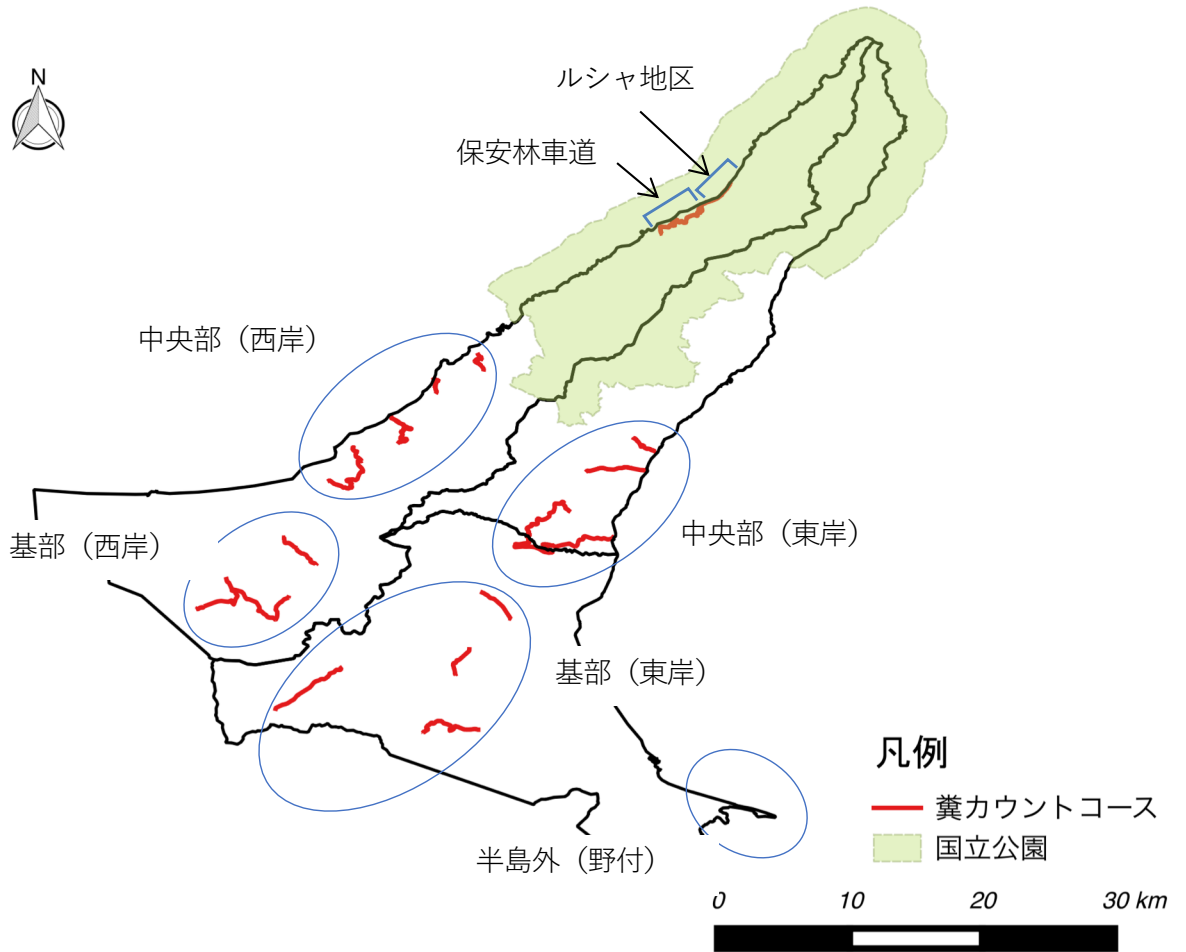 N
ルシャ地区
保安林車道
中央部（西岸）
中央部（東岸）
基部（西岸）
基部（東岸）
半島外（野付）
凡例
糞カウントコース
国立公園
0 10 20 30 km